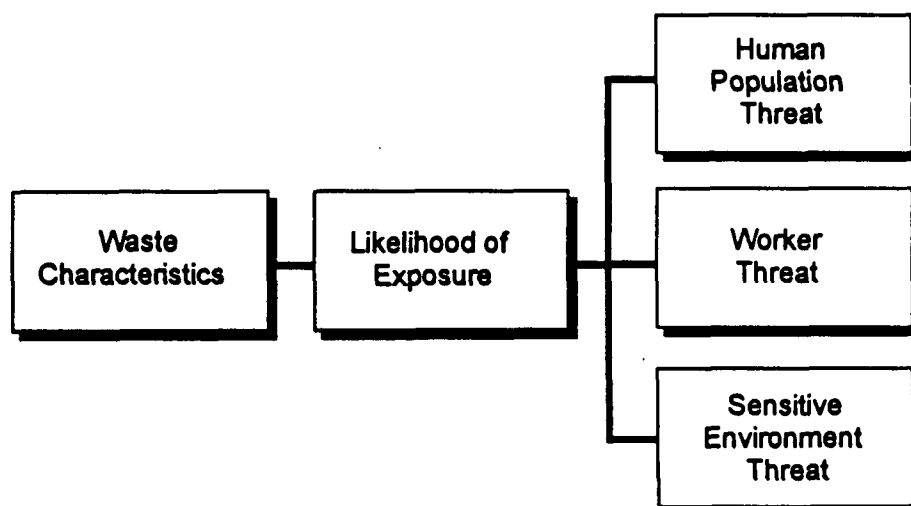 Waste
Characteristics
Likelihood of
Exposure
Human
Population
Threat
Worker
Threat
Sensitive
Environment
Threat